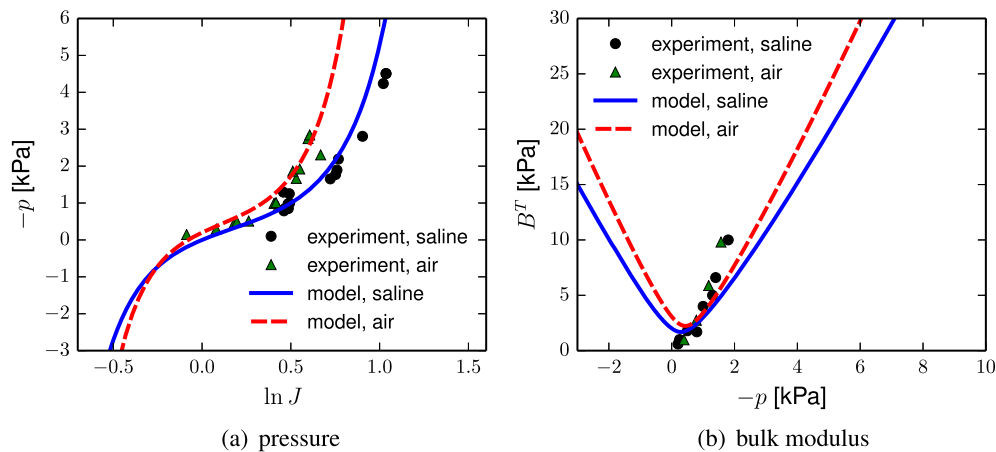 6
5
4
3
2
1
0
−1
−2
−3
−p [kPa]
experiment, saline
experiment, air
model, saline
model, air
−0.5 0.0 0.5 1.0 1.5
ln J
(a) pressure
30
25
20
15
10
5
0
B^T [kPa]
experiment, saline
experiment, air
model, saline
model, air
−2 0 2 4 6 8 10
−p [kPa]
(b) bulk modulus